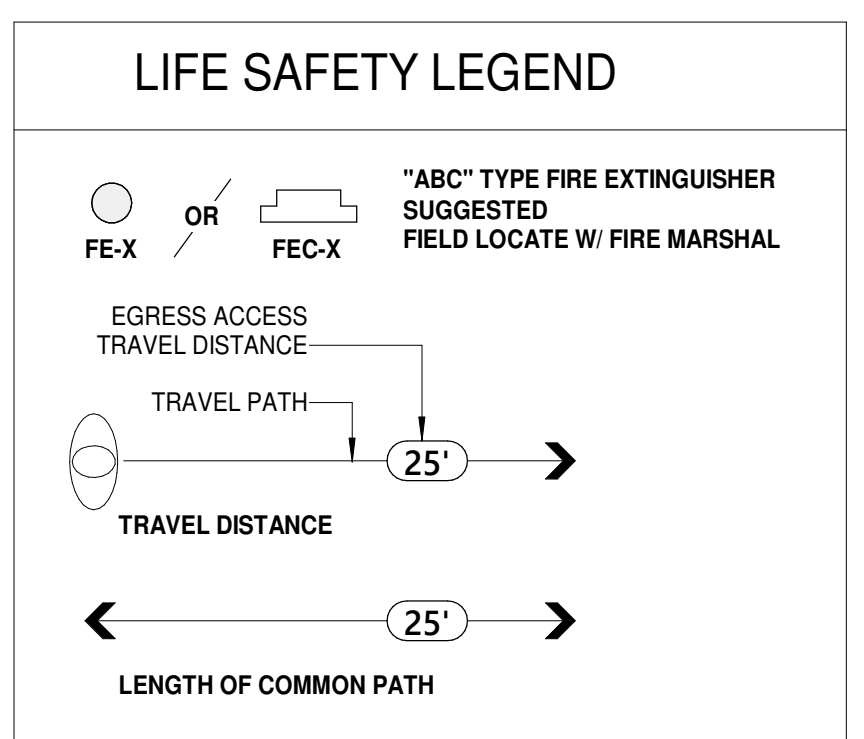 LIFE SAFETY LEGEND
FE-X
OR
FEC-X
"ABC" TYPE FIRE EXTINGUISHER
SUGGESTED
FIELD LOCATE W/ FIRE MARSHAL
EGRESS ACCESS
TRAVEL DISTANCE
TRAVEL PATH
25'
TRAVEL DISTANCE
25'
LENGTH OF COMMON PATH